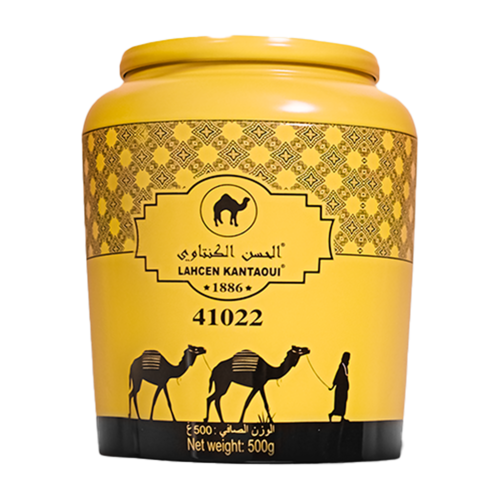 الحسن الكنتاوي®
LAHCEN KANTAOUI®
★1886★
41022
الوزن الصافي : 500 غ
Net weight: 500g